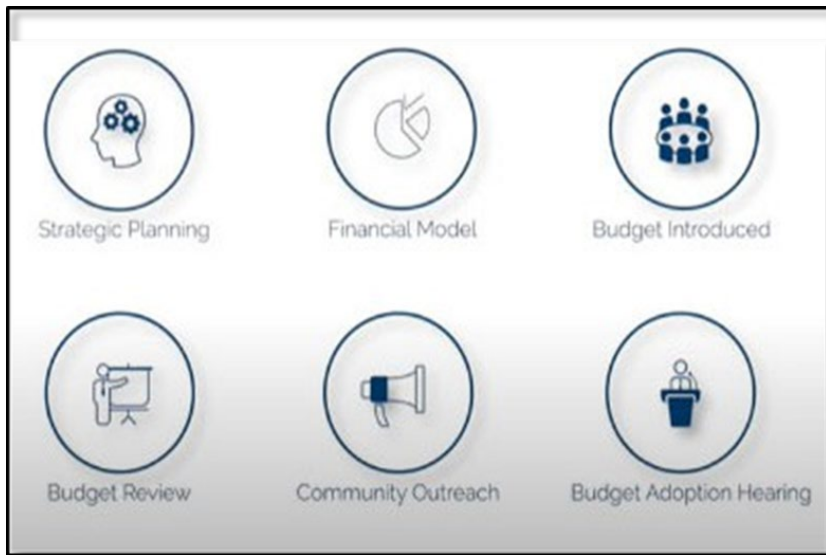 Strategic Planning
Financial Model
Budget Introduced
Budget Review
Community Outreach
Budget Adoption Hearing